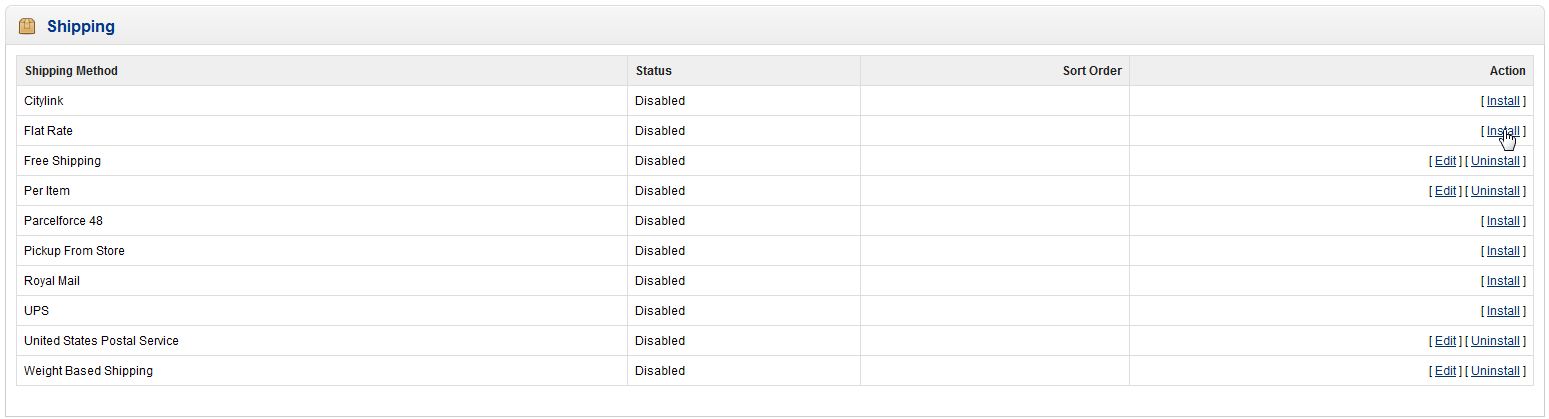 Shipping
Shipping Method Status Sort Order Action
Citylink Disabled [ Install ]
Flat Rate Disabled [ Install ]
Free Shipping Disabled [ Edit ] [ Uninstall ]
Per Item Disabled [ Edit ] [ Uninstall ]
Parcelforce 48 Disabled [ Install ]
Pickup From Store Disabled [ Install ]
Royal Mail Disabled [ Install ]
UPS Disabled [ Install ]
United States Postal Service Disabled [ Edit ] [ Uninstall ]
Weight Based Shipping Disabled [ Edit ] [ Uninstall ]